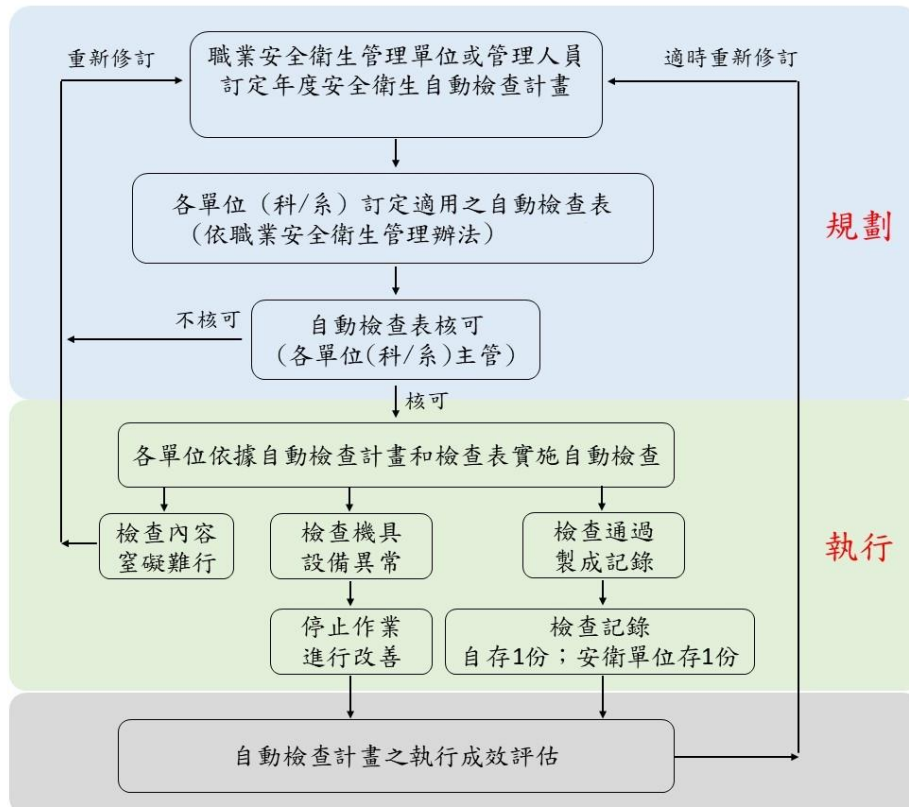 重新修訂
職業安全衛生管理單位或管理人員
訂定年度安全衛生自動檢查計畫
適時重新修訂
各單位（科/系）訂定適用之自動檢查表
（依職業安全衛生管理辦法）
規劃
不核可
自動檢查表核可
(各單位(科/系)主管)
核可
各單位依據自動檢查計畫和檢查表實施自動檢查
檢查內容
窒礙難行
檢查機具
設備異常
檢查通過
製成記錄
執行
停止作業
進行改善
檢查記錄
自存1份；安衛單位存1份
自動檢查計畫之執行成效評估